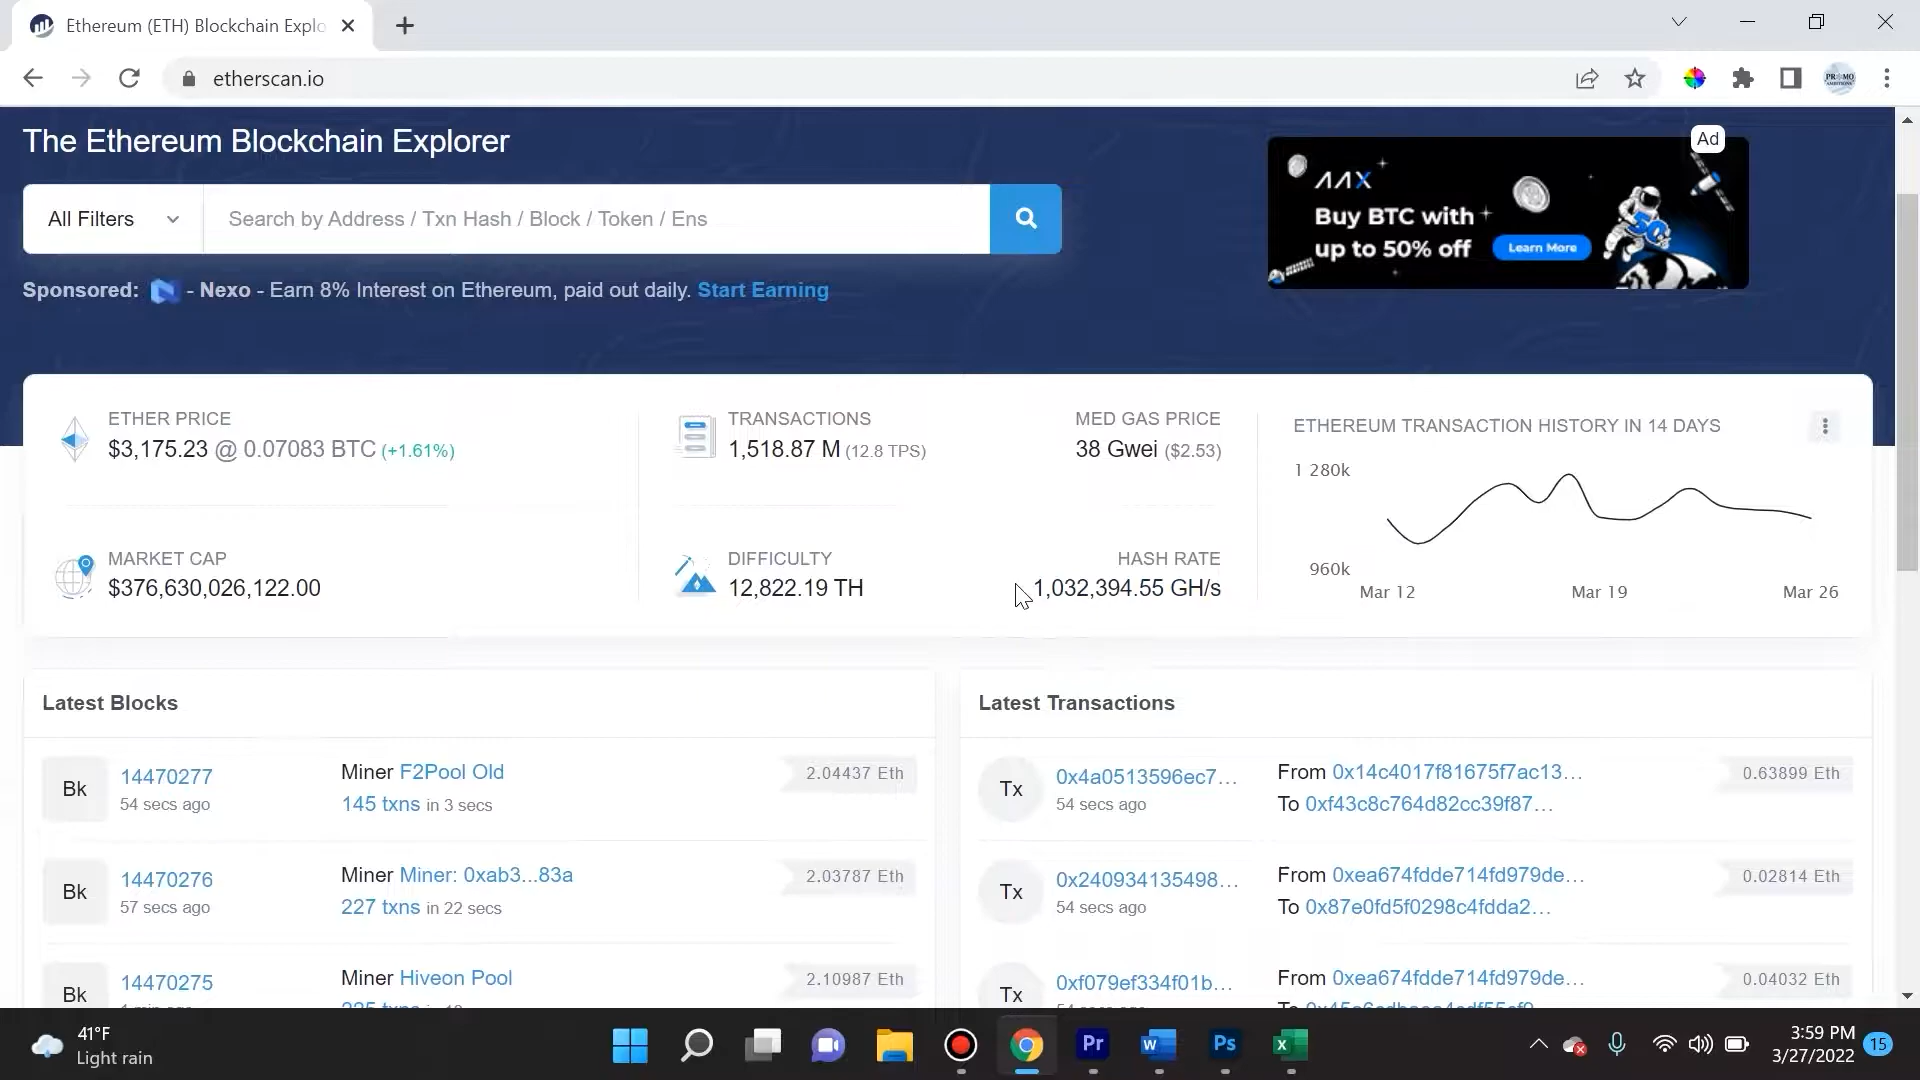 Ethereum (ETH) Blockchain Explo
etherscan.io
PROMO
The Ethereum Blockchain Explorer
Ad
AAX
Buy BTC with
up to 50% off
Learn More
50
All Filters
Search by Address / Txn Hash / Block / Token / Ens
Sponsored: - Nexo - Earn 8% Interest on Ethereum, paid out daily. Start Earning
ETHER PRICE
$3,175.23 @ 0.07083 BTC (+1.61%)
MARKET CAP
$376,630,026,122.00
TRANSACTIONS
1,518.87 M (12.8 TPS)
MED GAS PRICE
38 Gwei ($2.53)
DIFFICULTY
12,822.19 TH
HASH RATE
1,032,394.55 GH/s
ETHEREUM TRANSACTION HISTORY IN 14 DAYS
1 280k
960k
Mar 12 Mar 19 Mar 26
Latest Blocks
Bk
14470277
54 secs ago
Miner F2Pool Old
145 txns in 3 secs
2.04437 Eth
Bk
14470276
57 secs ago
Miner Miner: 0xab3...83a
227 txns in 22 secs
2.03787 Eth
Bk
14470275
Miner Hiveon Pool
2.10987 Eth
Latest Transactions
Tx
0x4a0513596ec7...
54 secs ago
From 0x14c4017f81675f7ac13...
To 0xf43c8c764d82cc39f87...
0.63899 Eth
Tx
0x240934135498...
54 secs ago
From 0xea674fdde714fd979de...
To 0x87e0fd5f0298c4fdda2...
0.02814 Eth
Tx
0xf079ef334f01b...
From 0xea674fdde714fd979de...
0.04032 Eth
41°F
Light rain
Pr
W
Ps
X
3:59 PM
3/27/2022
15